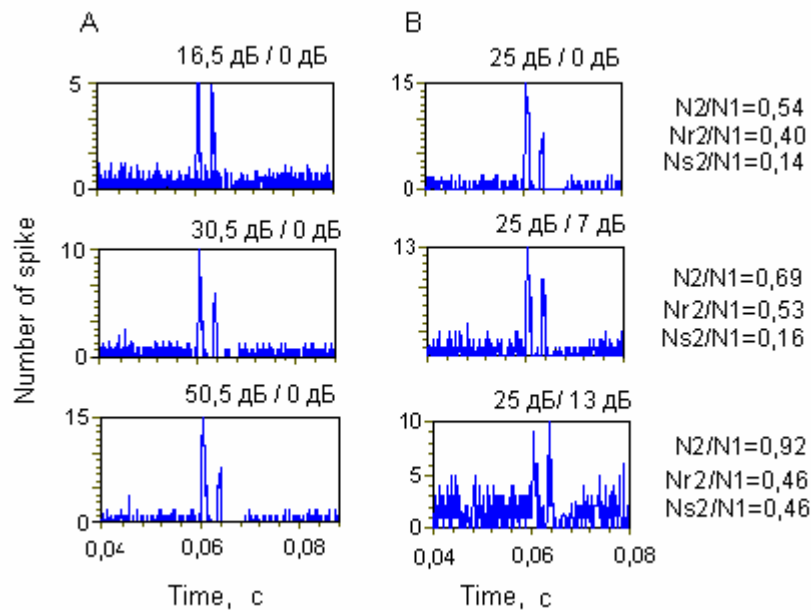 A
16,5 дБ / 0 дБ
5
0
30,5 дБ / 0 дБ
10
0
50,5 дБ / 0 дБ
15
0
0,04
0,06
0,08
Time, c
Number of spike
B
25 дБ / 0 дБ
15
0
N2/N1=0,54
Nr2/N1=0,40
Ns2/N1=0,14
25 дБ / 7 дБ
13
N2/N1=0,69
Nr2/N1=0,53
Ns2/N1=0,16
25 дБ/ 13 дБ
10
5
0
N2/N1=0,92
Nr2/N1=0,46
Ns2/N1=0,46
0,04
0,06
0,08
Time, c